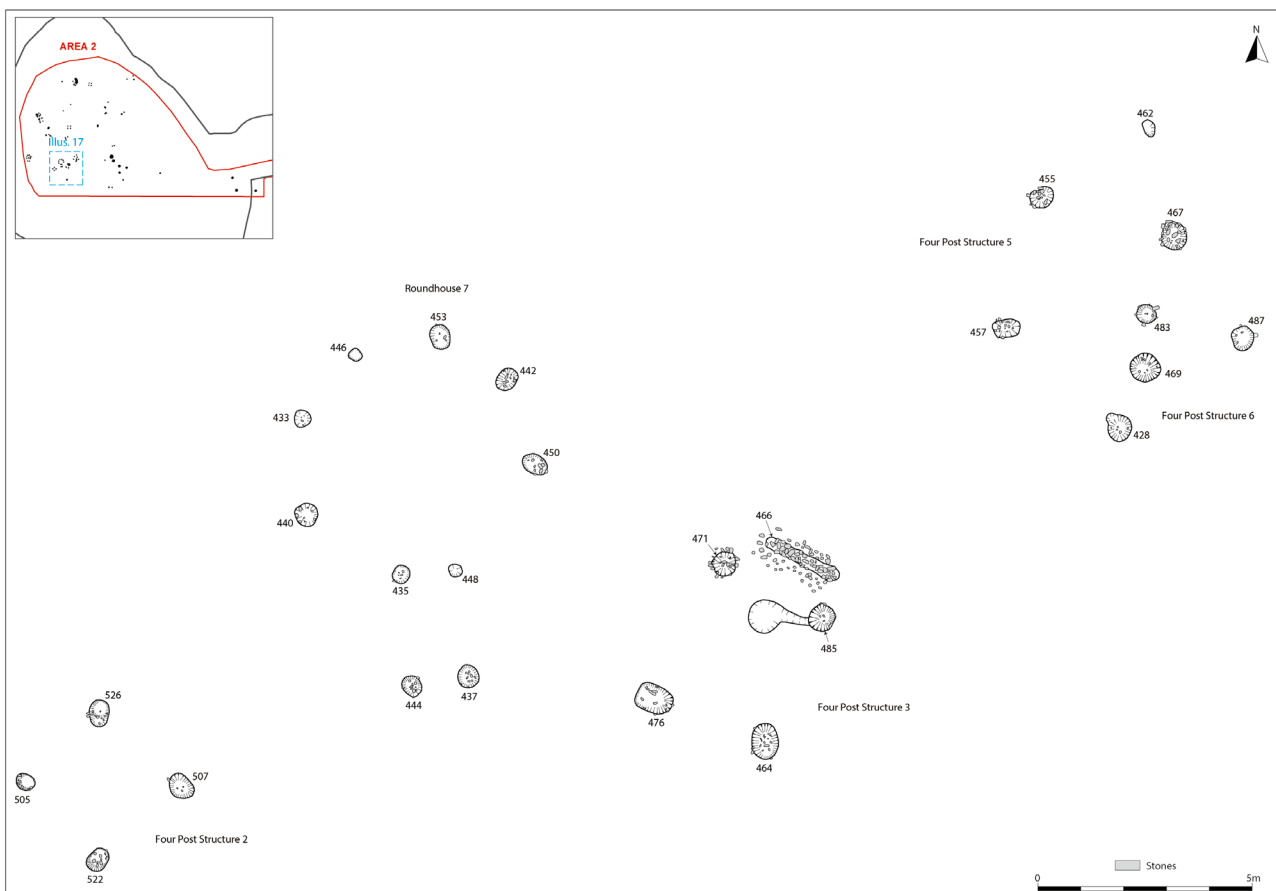 AREA 2
Illus. 17
N
462
455
467
Four Post Structure 5
Roundhouse 7
453
446
457
483
487
442
469
433
Four Post Structure 6
428
450
440
466
471
435
448
485
526
444
437
476
Four Post Structure 3
464
505
507
Four Post Structure 2
522
Stones
0
5m